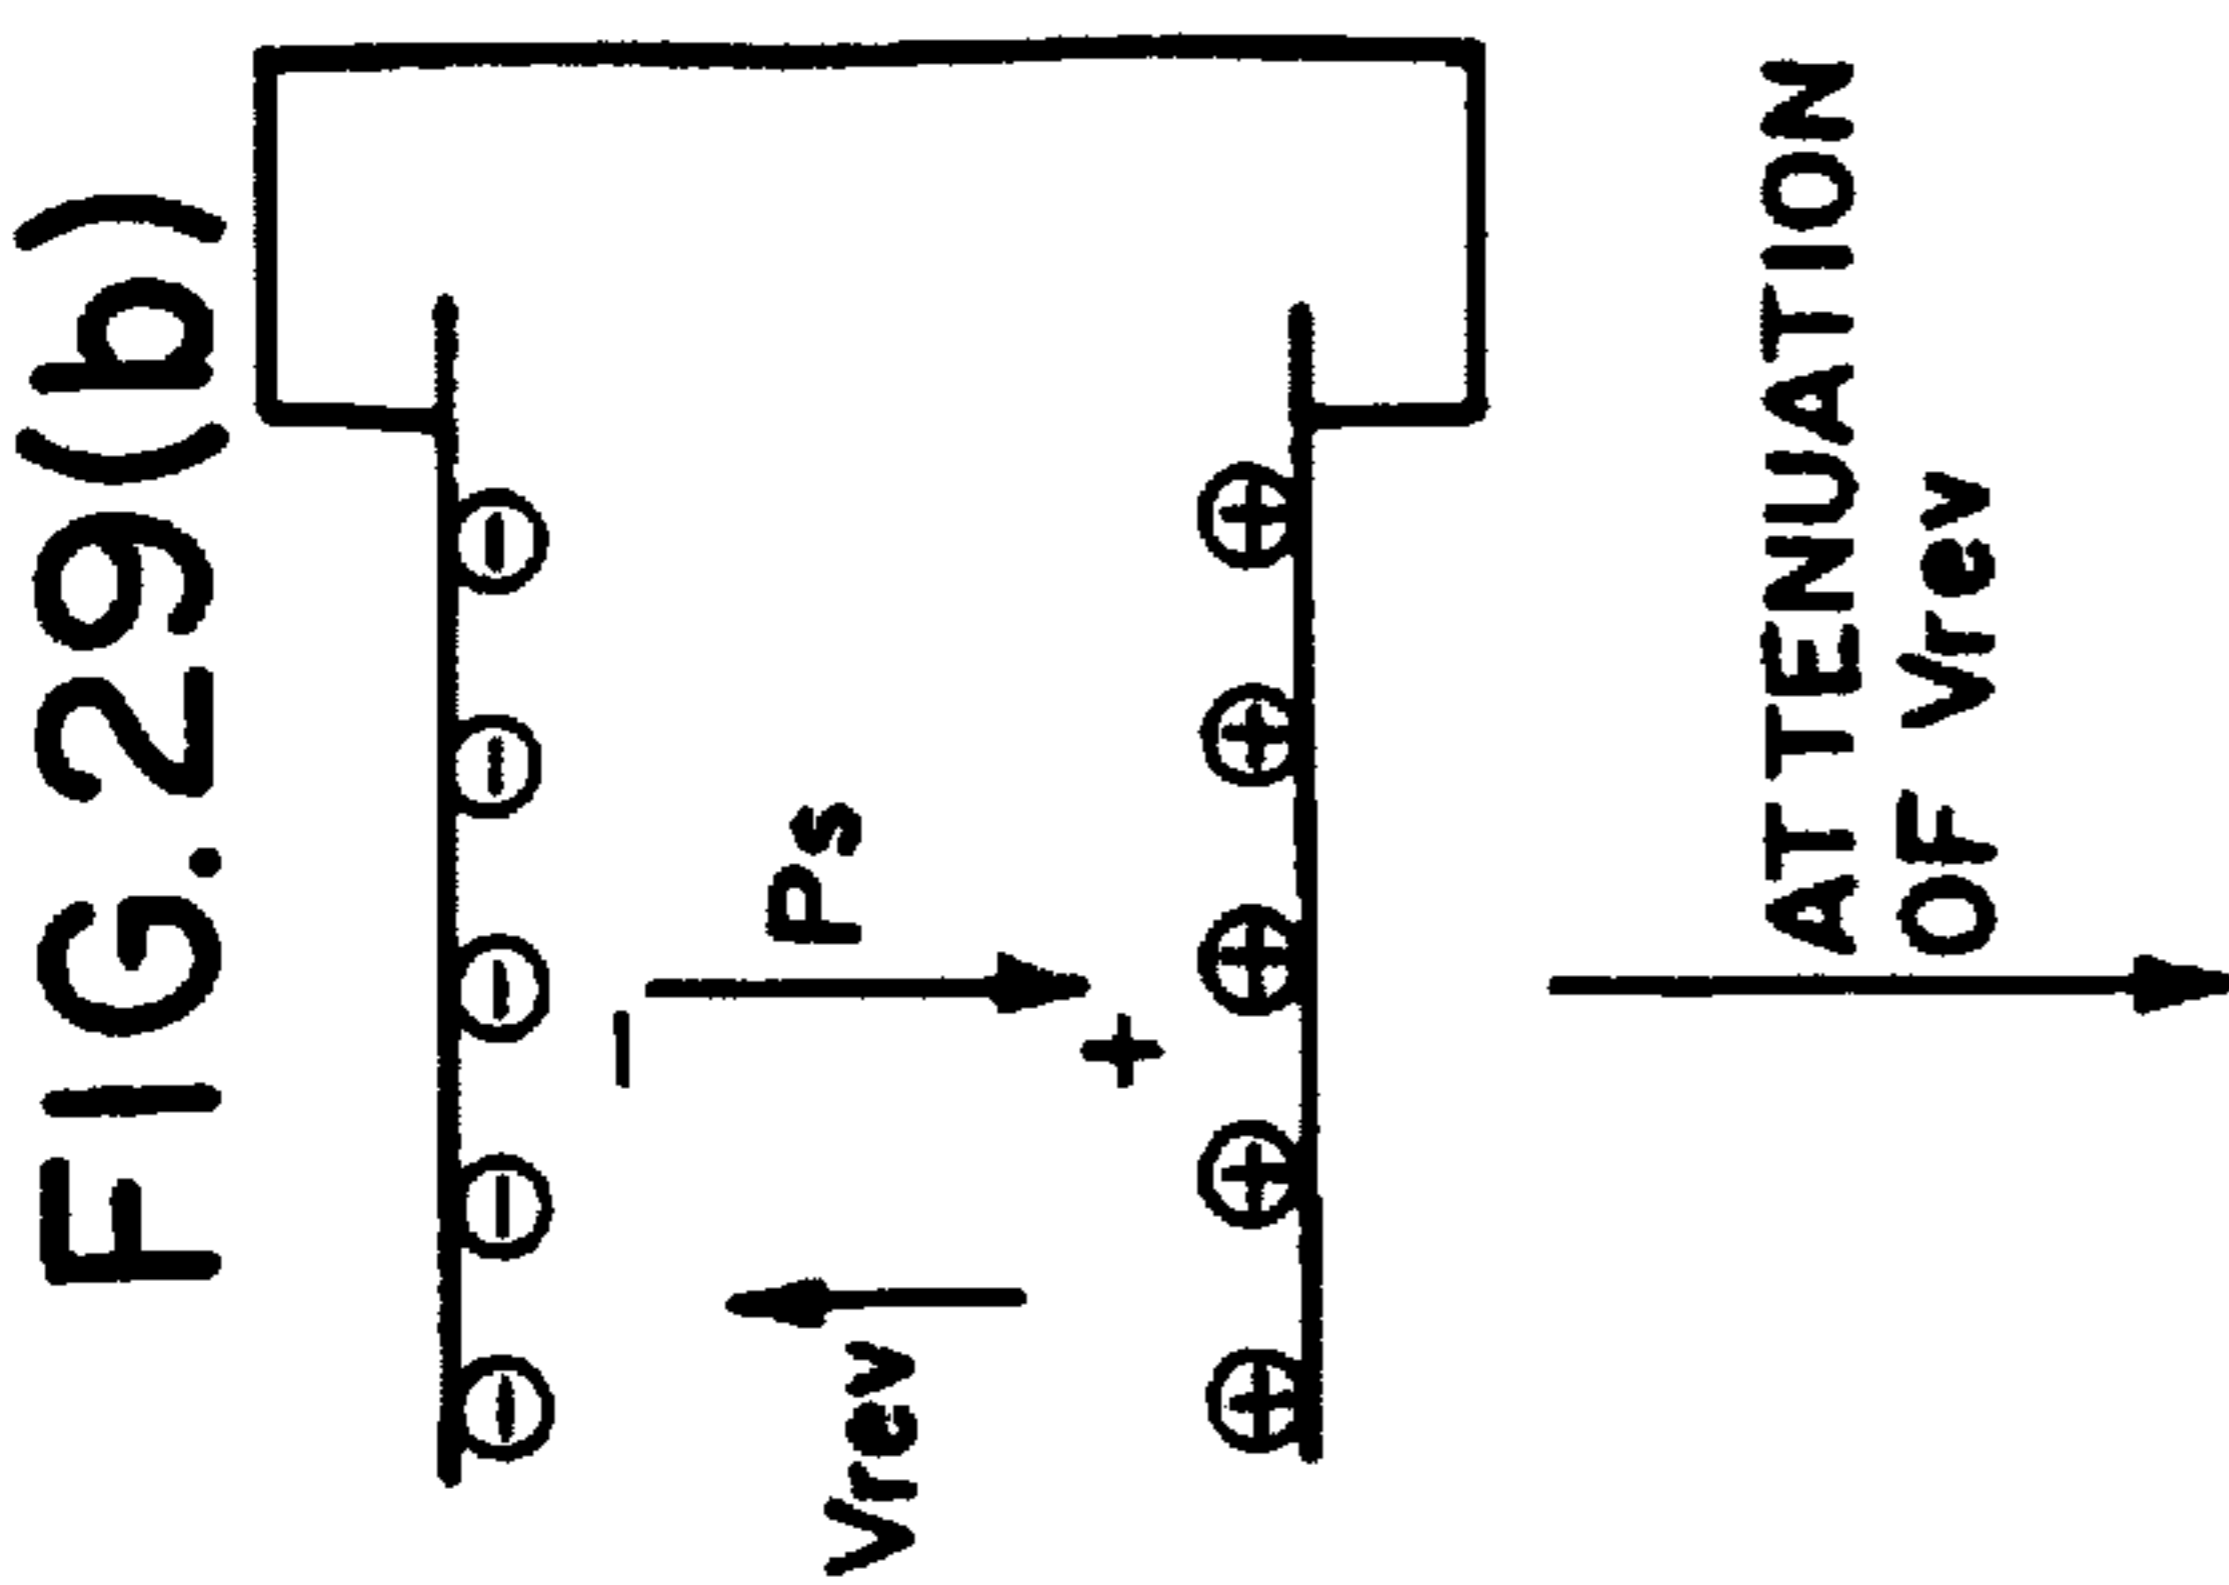 FIG.29(b)
Ps
−
+
Vrev
ATTENUATION
OF Vrev